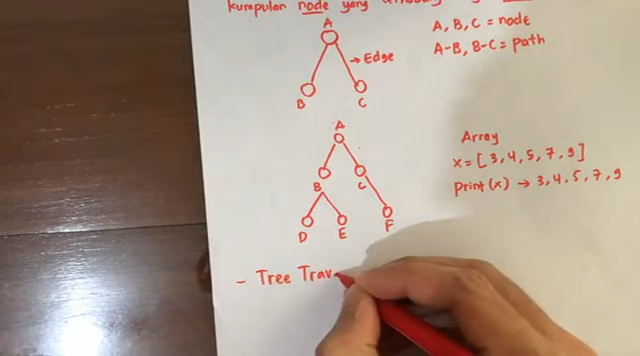 kumpulan node yang
A
A, B, C = node
A-B, B-C = path
→ Edge
B
C
A
Array
x = [3, 4, 5, 7, 9]
print(x) → 3, 4, 5, 7, 9
B
C
D
E
F
- Tree Trav